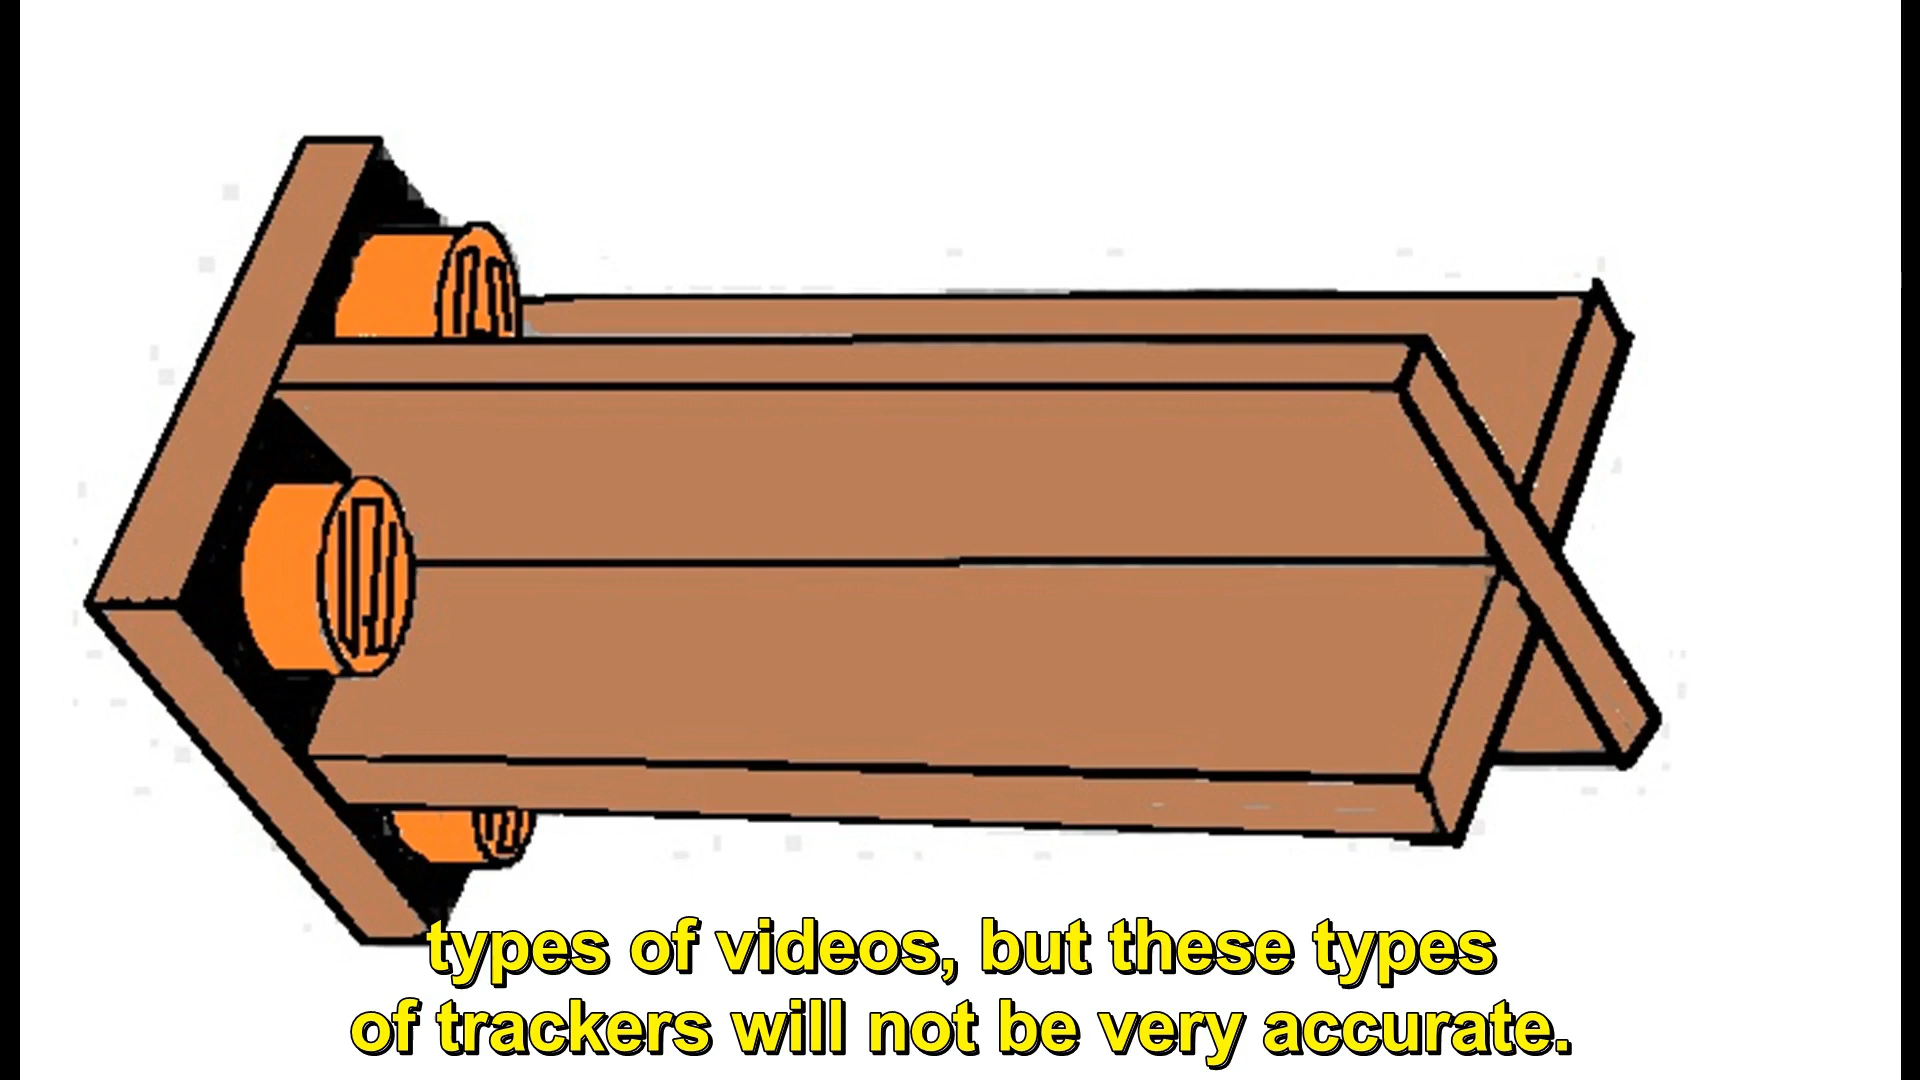 types of videos, but these types
of trackers will not be very accurate.